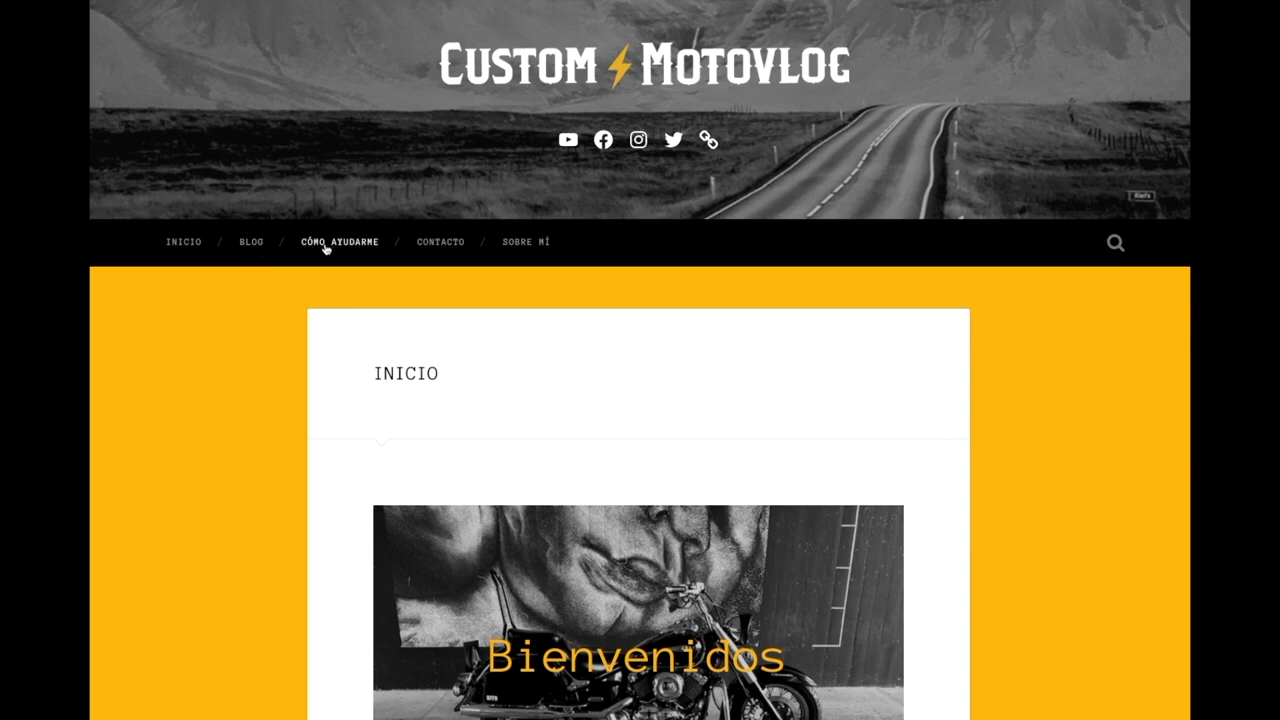 CUSTOM MOTOVLOG
INICIO / BLOG / CÓMO AYUDARME / CONTACTO / SOBRE MÍ
INICIO
Bienvenidos